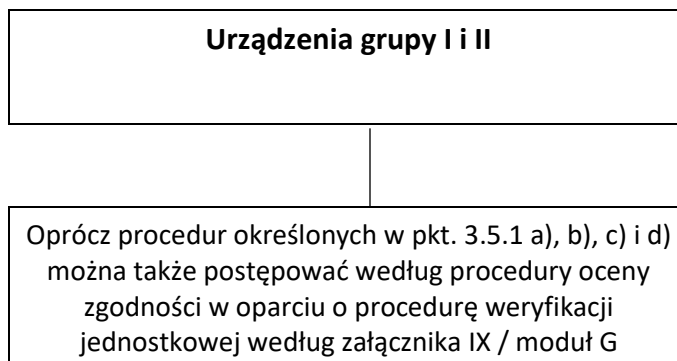 Urządzenia grupy I i II
Oprócz procedur określonych w pkt. 3.5.1 a), b), c) i d)
można także postępować według procedury oceny
zgodności w oparciu o procedurę weryfikacji
jednostkowej według załącznika IX / moduł G